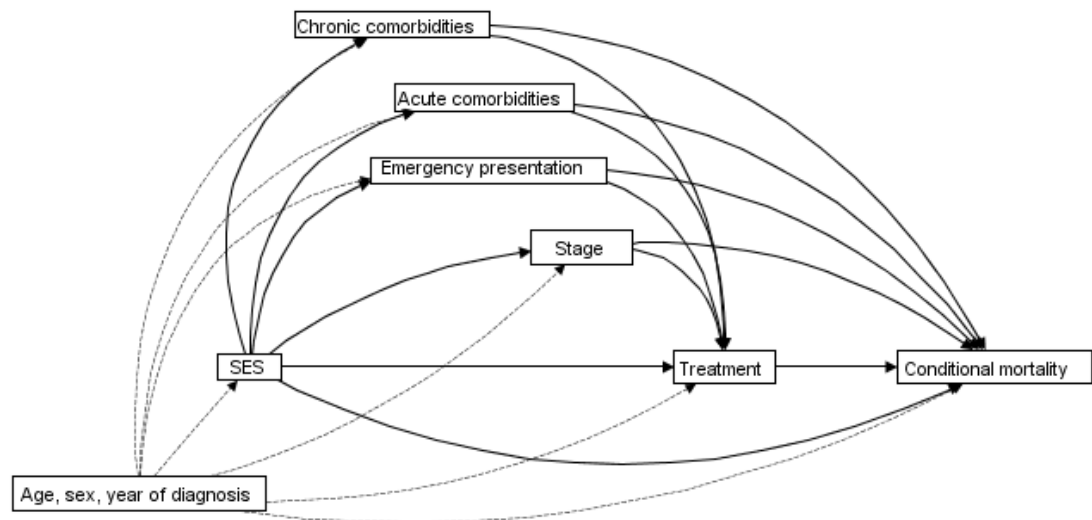 Chronic comorbidities
Acute comorbidities
Emergency presentation
Stage
SES
Treatment
Conditional mortality
Age, sex, year of diagnosis